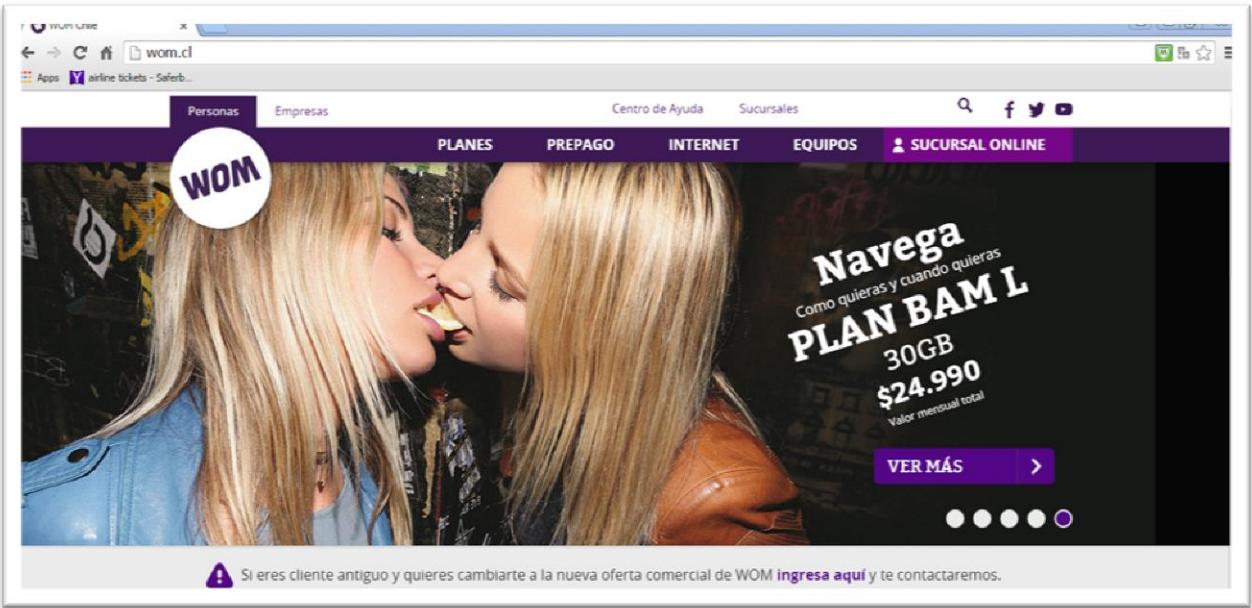 WOM Chile x
wom.cl
Apps airline tickets - Saferb...
Personas Empresas Centro de Ayuda Sucursales
PLANES PREPAGO INTERNET EQUIPOS SUCURSAL ONLINE
WOM
Navega
Como quieras y cuando quieras
PLAN BAM L
30GB
$24.990
Valor mensual total
VER MÁS
Si eres cliente antiguo y quieres cambiarte a la nueva oferta comercial de WOM ingresa aquí y te contactaremos.